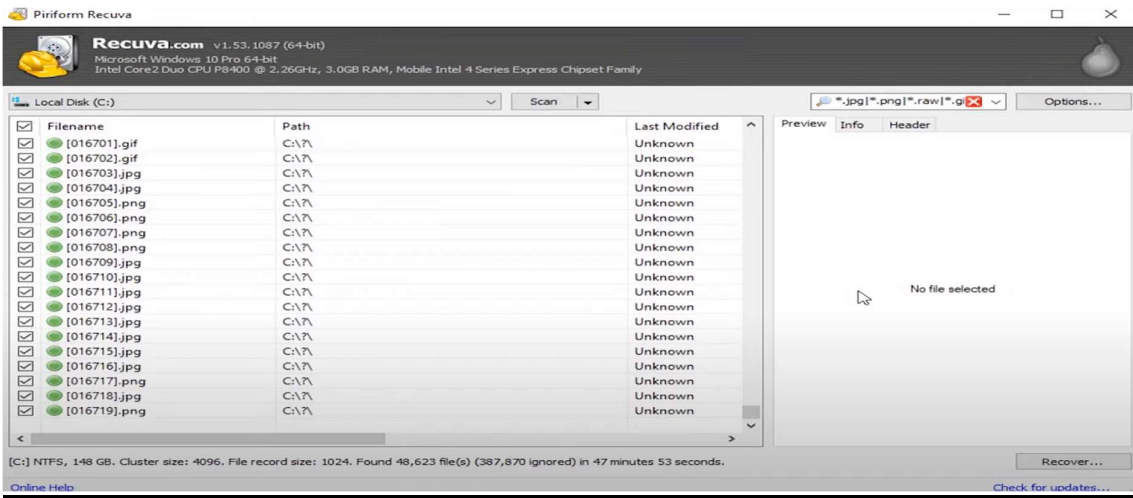 Piriform Recuva
Recuva.com v1.53.1087 (64-bit)
Microsoft Windows 10 Pro 64-bit
Intel Core2 Duo CPU P8400 @ 2.26GHz, 3.0GB RAM, Mobile Intel 4 Series Express Chipset Family
Local Disk (C:) Scan *.jpg|*.png|*.raw|*.gi Options...
Filename Path Last Modified Preview Info Header
[016701].gif C:\?\ Unknown
[016702].gif C:\?\ Unknown
[016703].jpg C:\?\ Unknown
[016704].jpg C:\?\ Unknown
[016705].png C:\?\ Unknown
[016706].png C:\?\ Unknown
[016707].png C:\?\ Unknown
[016708].png C:\?\ Unknown
[016709].jpg C:\?\ Unknown
[016710].jpg C:\?\ Unknown
[016711].jpg C:\?\ Unknown No file selected
[016712].jpg C:\?\ Unknown
[016713].jpg C:\?\ Unknown
[016714].jpg C:\?\ Unknown
[016715].jpg C:\?\ Unknown
[016716].jpg C:\?\ Unknown
[016717].png C:\?\ Unknown
[016718].jpg C:\?\ Unknown
[016719].png C:\?\ Unknown
[C:] NTFS, 148 GB. Cluster size: 4096. File record size: 1024. Found 48,623 file(s) (387,870 ignored) in 47 minutes 53 seconds. Recover...
Online Help Check for updates...